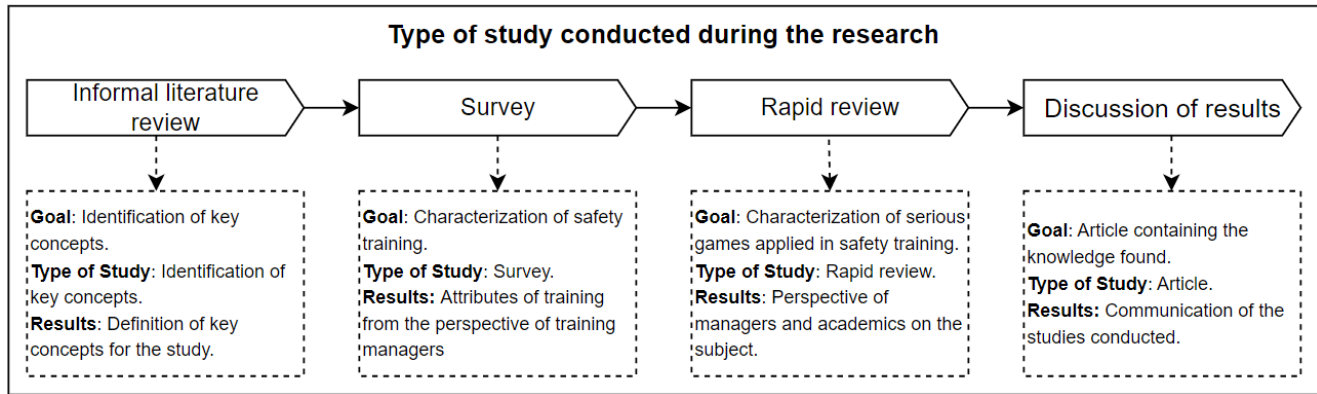 Type of study conducted during the research
Informal literature
review
Survey
Rapid review
Discussion of results
Goal: Identification of key
concepts.
Type of Study: Identification of
key concepts.
Results: Definition of key
concepts for the study.
Goal: Characterization of safety
training.
Type of Study: Survey.
Results: Attributes of training
from the perspective of training
managers
Goal: Characterization of serious
games applied in safety training.
Type of Study: Rapid review.
Results: Perspective of
managers and academics on the
subject.
Goal: Article containing the
knowledge found.
Type of Study: Article.
Results: Communication of the
studies conducted.